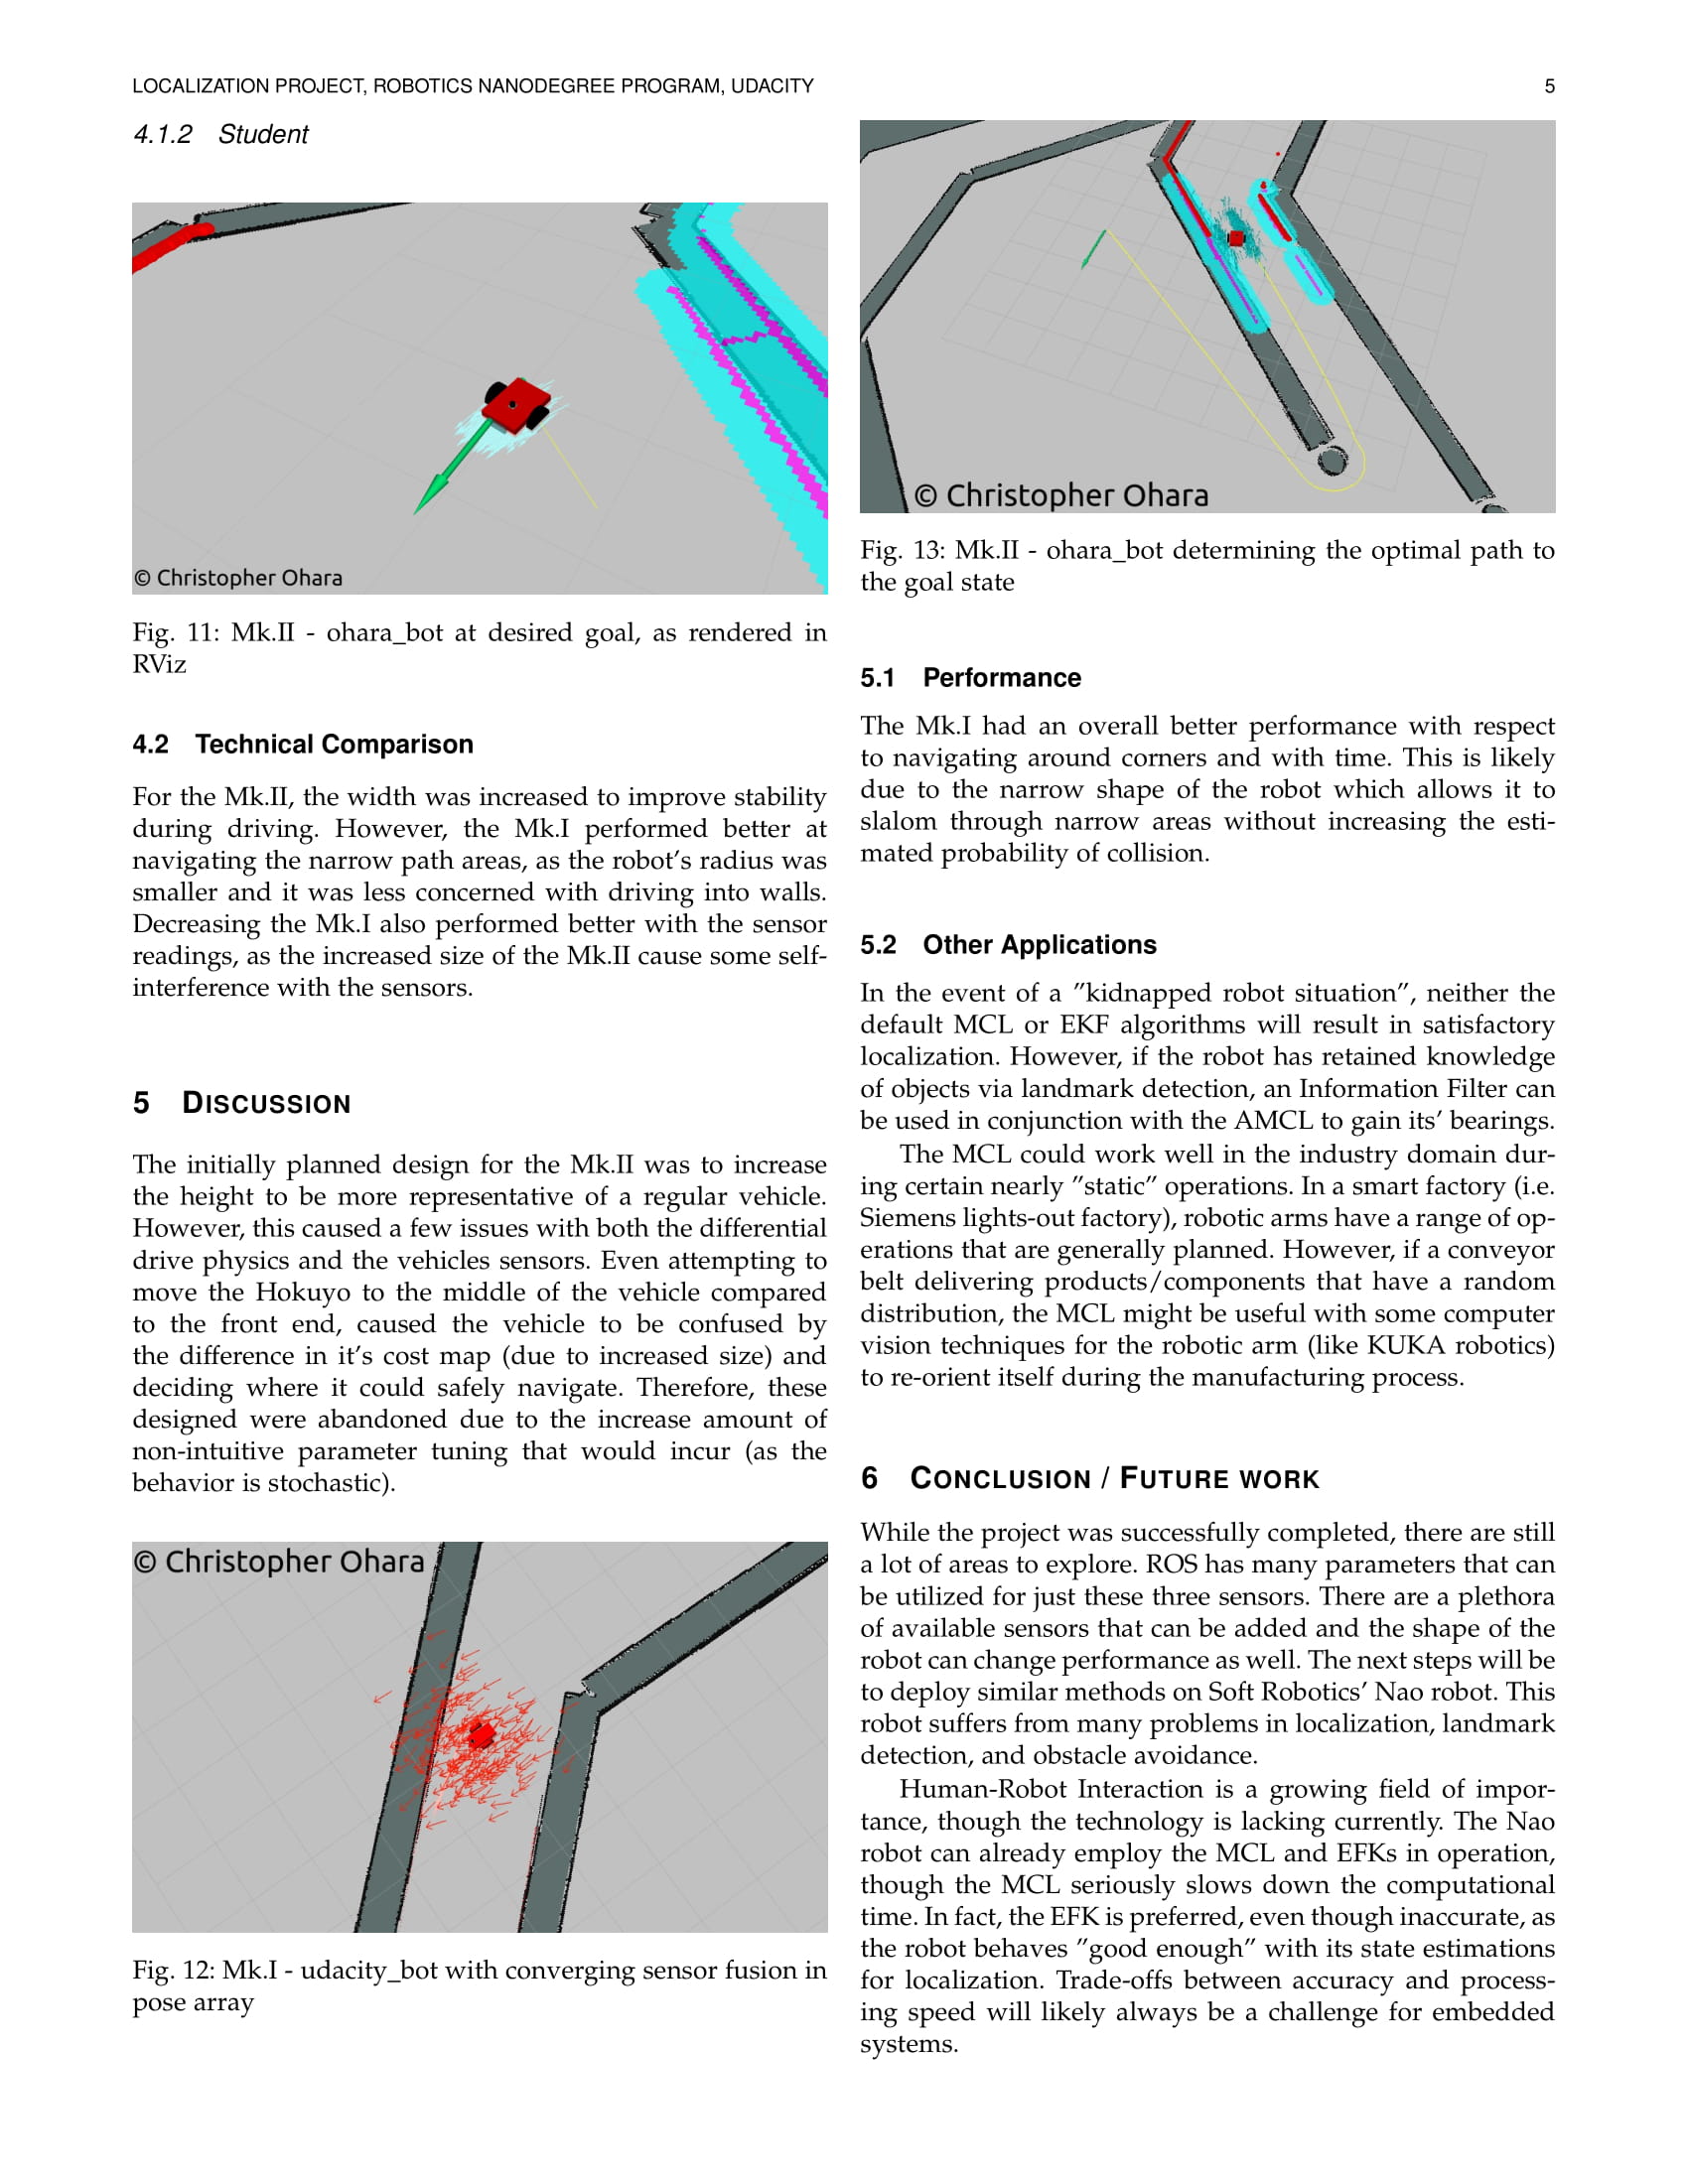 LOCALIZATION PROJECT, ROBOTICS NANODEGREE PROGRAM, UDACITY
5
4.1.2 Student
© Christopher Ohara
Fig. 11: Mk.II - ohara_bot at desired goal, as rendered in
RViz
4.2 Technical Comparison
For the Mk.II, the width was increased to improve stability
during driving. However, the Mk.I performed better at
navigating the narrow path areas, as the robot's radius was
smaller and it was less concerned with driving into walls.
Decreasing the Mk.I also performed better with the sensor
readings, as the increased size of the Mk.II cause some self-
interference with the sensors.
5 DISCUSSION
The initially planned design for the Mk.II was to increase
the height to be more representative of a regular vehicle.
However, this caused a few issues with both the differential
drive physics and the vehicles sensors. Even attempting to
move the Hokuyo to the middle of the vehicle compared
to the front end, caused the vehicle to be confused by
the difference in it's cost map (due to increased size) and
deciding where it could safely navigate. Therefore, these
designed were abandoned due to the increase amount of
non-intuitive parameter tuning that would incur (as the
behavior is stochastic).
© Christopher Ohara
Fig. 12: Mk.I - udacity_bot with converging sensor fusion in
pose array
© Christopher Ohara
Fig. 13: Mk.II - ohara_bot determining the optimal path to
the goal state
5.1 Performance
The Mk.I had an overall better performance with respect
to navigating around corners and with time. This is likely
due to the narrow shape of the robot which allows it to
slalom through narrow areas without increasing the esti-
mated probability of collision.
5.2 Other Applications
In the event of a ″kidnapped robot situation″, neither the
default MCL or EKF algorithms will result in satisfactory
localization. However, if the robot has retained knowledge
of objects via landmark detection, an Information Filter can
be used in conjunction with the AMCL to gain its' bearings.
The MCL could work well in the industry domain dur-
ing certain nearly ″static″ operations. In a smart factory (i.e.
Siemens lights-out factory), robotic arms have a range of op-
erations that are generally planned. However, if a conveyor
belt delivering products/components that have a random
distribution, the MCL might be useful with some computer
vision techniques for the robotic arm (like KUKA robotics)
to re-orient itself during the manufacturing process.
6 CONCLUSION / FUTURE WORK
While the project was successfully completed, there are still
a lot of areas to explore. ROS has many parameters that can
be utilized for just these three sensors. There are a plethora
of available sensors that can be added and the shape of the
robot can change performance as well. The next steps will be
to deploy similar methods on Soft Robotics' Nao robot. This
robot suffers from many problems in localization, landmark
detection, and obstacle avoidance.
Human-Robot Interaction is a growing field of impor-
tance, though the technology is lacking currently. The Nao
robot can already employ the MCL and EFKs in operation,
though the MCL seriously slows down the computational
time. In fact, the EFK is preferred, even though inaccurate, as
the robot behaves ″good enough″ with its state estimations
for localization. Trade-offs between accuracy and process-
ing speed will likely always be a challenge for embedded
systems.